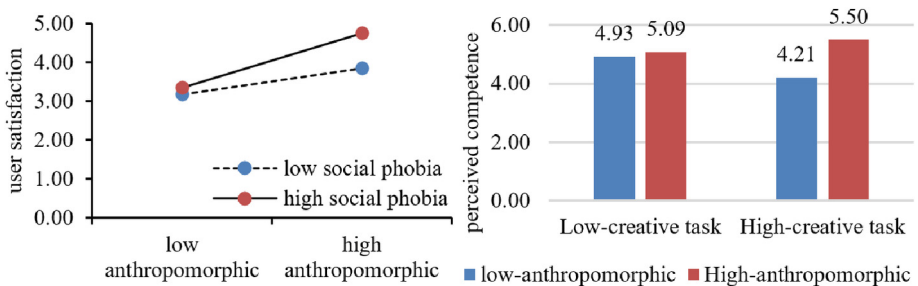 5.00
4.00
3.00
2.00
1.00
0.00
user satisfaction
low social phobia
high social phobia
low
anthropomorphic
high
anthropomorphic
6.00
4.00
2.00
0.00
perceived competence
4.93
5.09
4.21
5.50
Low-creative task
High-creative task
low-anthropomorphic
High-anthropomorphic